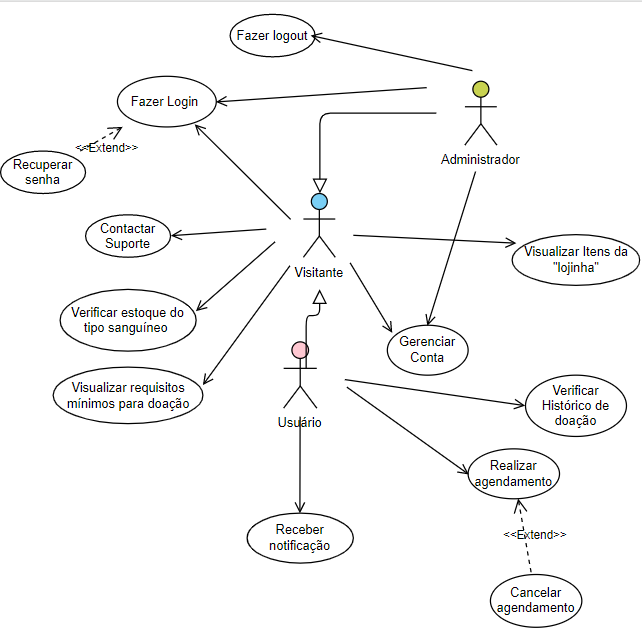 Fazer logout
Fazer Login
<<Extend>>
Recuperar
senha
Administrador
Contactar
Suporte
Visitante
Visualizar Itens da
"lojinha"
Verificar estoque do
tipo sanguíneo
Gerenciar
Conta
Visualizar requisitos
mínimos para doação
Usuário
Verificar
Histórico de
doação
Realizar
agendamento
Receber
notificação
<<Extend>>
Cancelar
agendamento